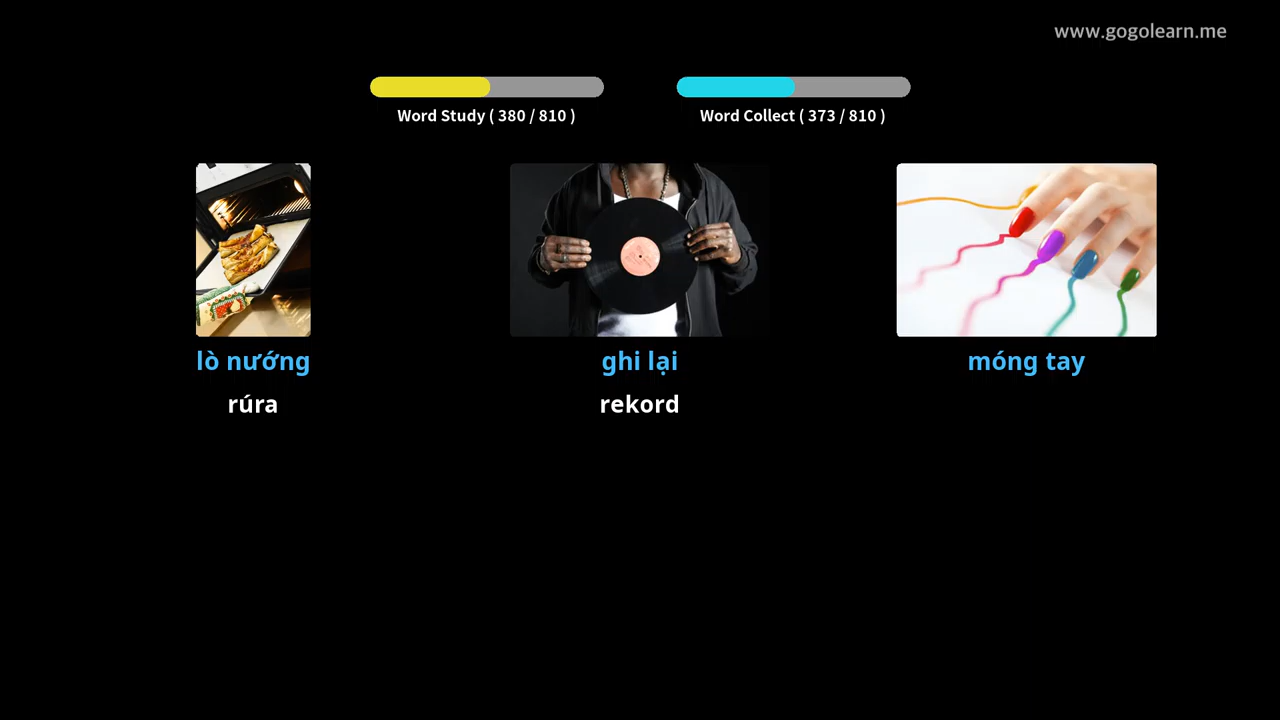 www.gogolearn.me
Word Study ( 380 / 810 )
Word Collect ( 373 / 810 )
lò nướng
ghi lại
móng tay
rúra
rekord